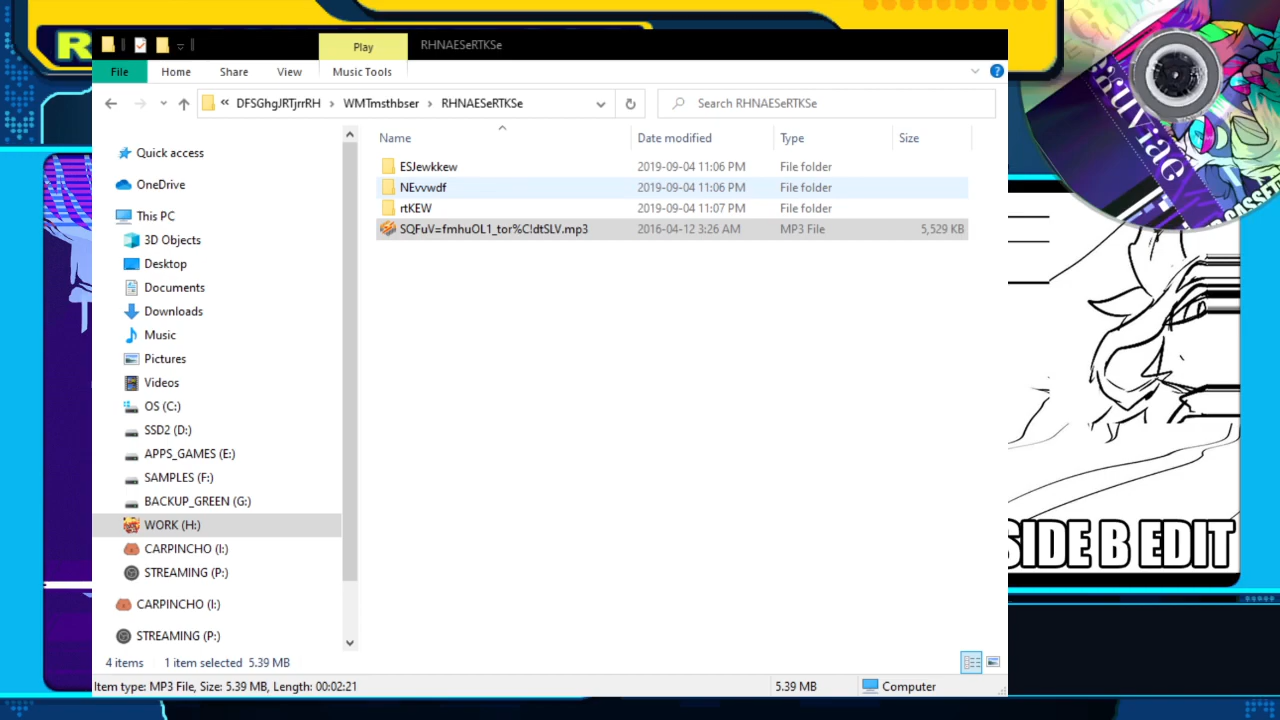 R
Play
RHNAESeRTKSe
File
Home
Share
View
Music Tools
« DFSGhgJRTjrrRH > WMTmsthbser > RHNAESeRTKSe
Search RHNAESeRTKSe
Name
Date modified
Type
Size
ESJewkkew
2019-09-04 11:06 PM
File folder
NEvvwdf
2019-09-04 11:06 PM
File folder
rtKEW
2019-09-04 11:07 PM
File folder
SQFuV=fmhuOL1_tor%C!dtSLV.mp3
2016-04-12 3:26 AM
MP3 File
5,529 KB
Quick access
OneDrive
This PC
3D Objects
Desktop
Documents
Downloads
Music
Pictures
Videos
OS (C:)
SSD2 (D:)
APPS_GAMES (E:)
SAMPLES (F:)
BACKUP_GREEN (G:)
WORK (H:)
CARPINCHO (I:)
STREAMING (P:)
CARPINCHO (I:)
STREAMING (P:)
4 items
1 item selected 5.39 MB
Item type: MP3 File, Size: 5.39 MB, Length: 00:02:21
5.39 MB
Computer
CASSETT
SIDE B EDIT